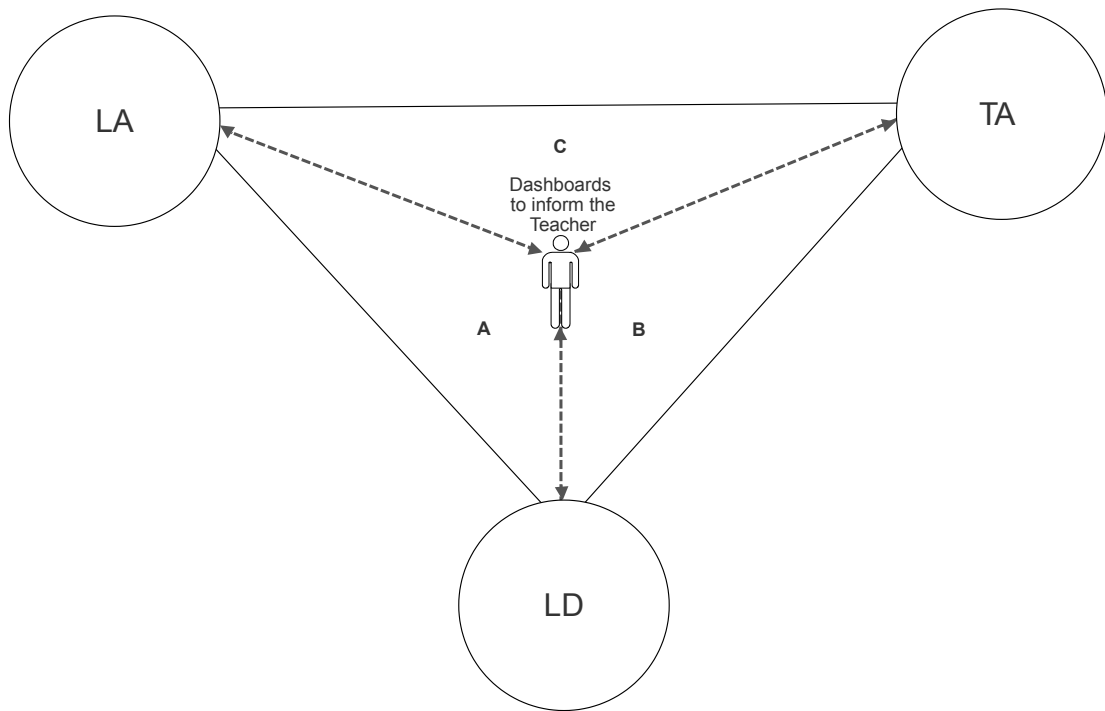 LA
TA
C
Dashboards
to inform the
Teacher
A
B
LD